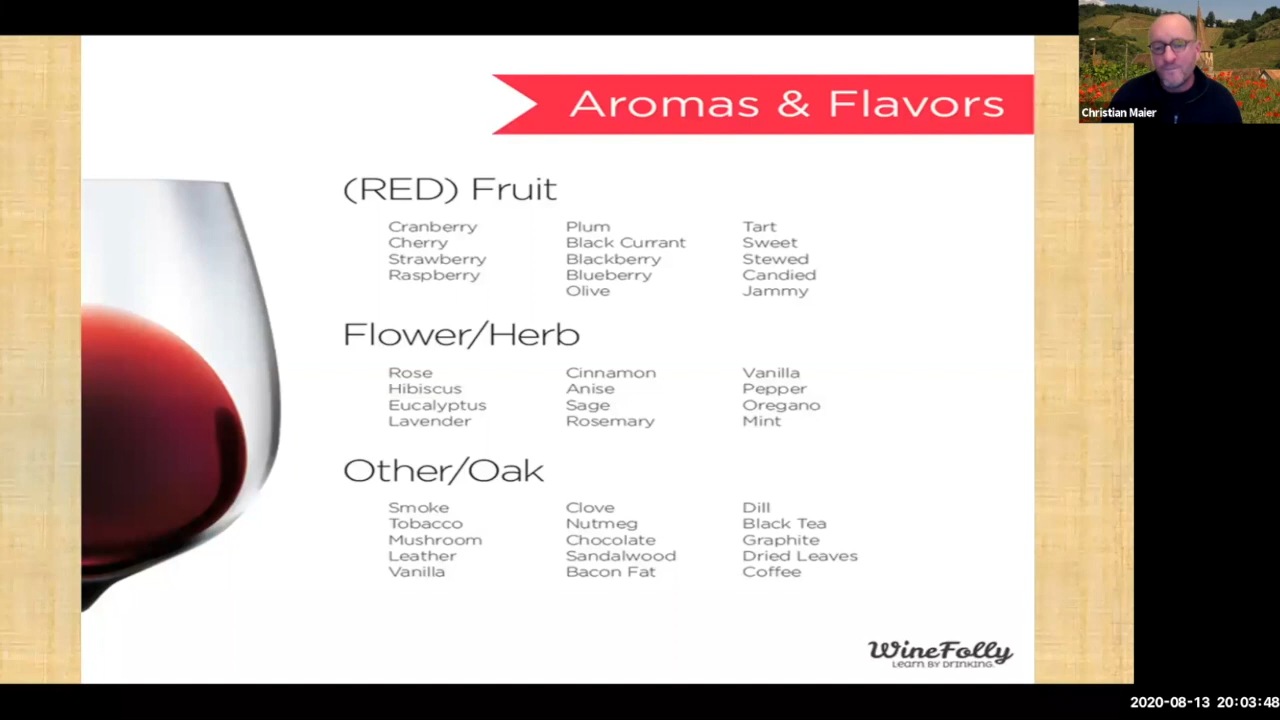 Aromas & Flavors
Christian Maier
(RED) Fruit
Cranberry Plum Tart
Cherry Black Currant Sweet
Strawberry Blackberry Stewed
Raspberry Blueberry Candied
Olive Jammy
Flower/Herb
Rose Cinnamon Vanilla
Hibiscus Anise Pepper
Eucalyptus Sage Oregano
Lavender Rosemary Mint
Other/Oak
Smoke Clove Dill
Tobacco Nutmeg Black Tea
Mushroom Chocolate Graphite
Leather Sandalwood Dried Leaves
Vanilla Bacon Fat Coffee
WineFolly
LEARN BY DRINKING
2020-08-13 20:03:48